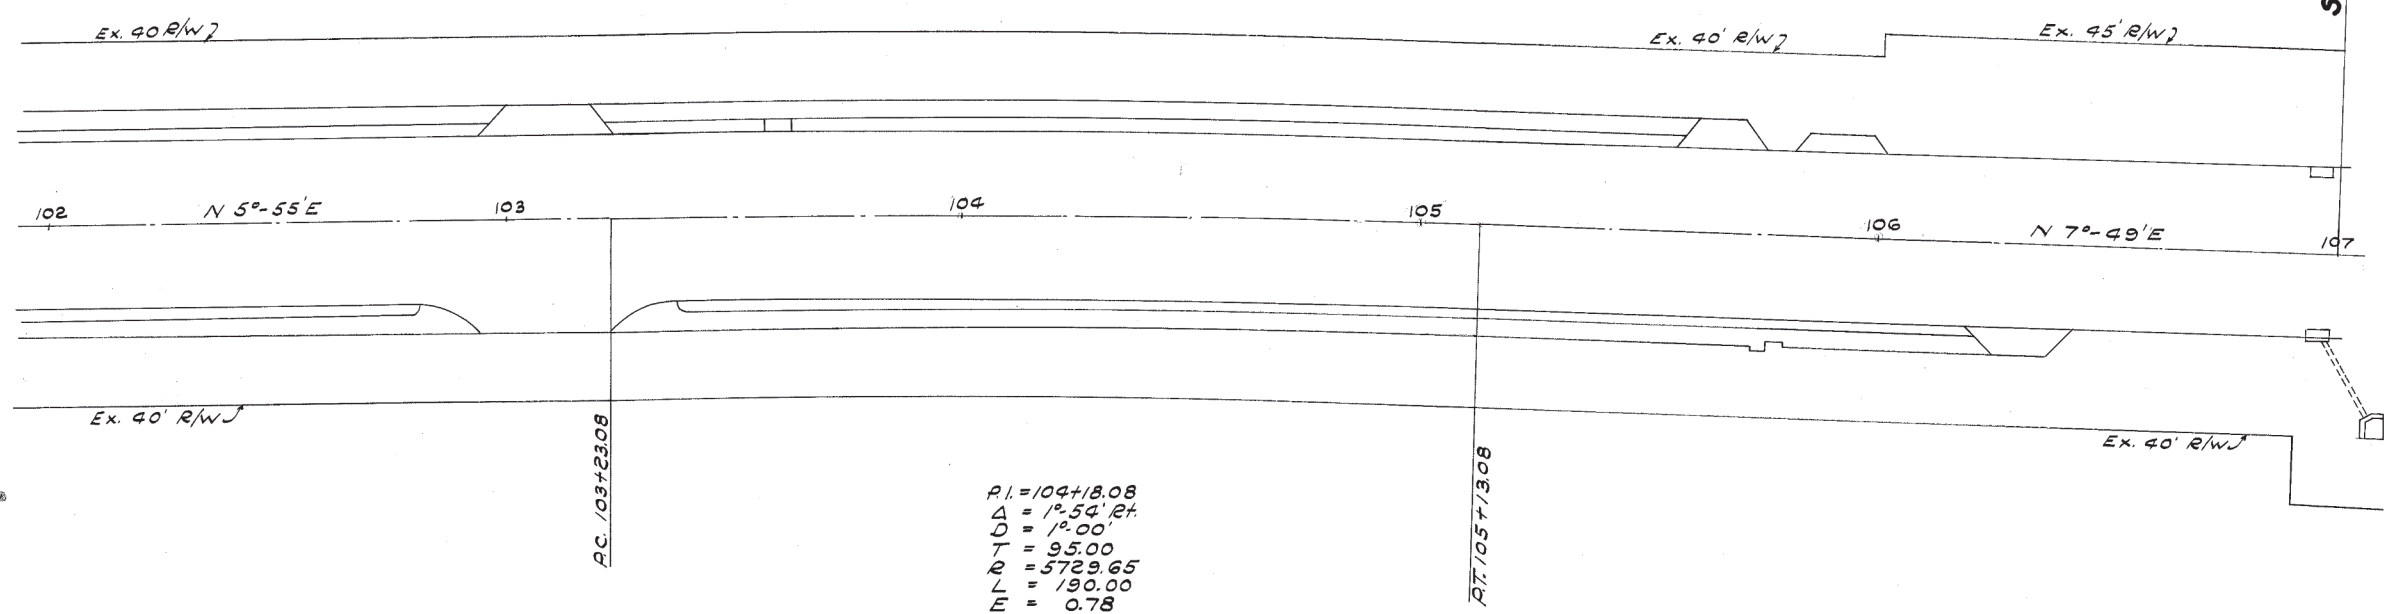 Ex. 40 R/W
Ex. 40' R/W
Ex. 45' R/W
S
102
N 5°-55'E
103
104
105
106
N 7°-49'E
107
Ex. 40' R/W
Ex. 40' R/W
P.C. 103+23.08
P.T. 105+13.08
P.I. = 104+18.08
Δ = 1°-54' Rt.
D = 1°-00'
T = 95.00
R = 5729.65
L = 190.00
E = 0.78